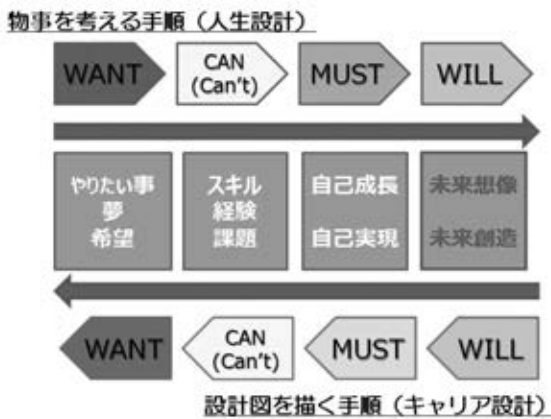 物事を考える手順（人生設計）
WANT
CAN
(Can't)
MUST
WILL
やりたい事
夢
希望
スキル
経験
課題
自己成長
自己実現
未来想像
未来創造
WANT
CAN
(Can't)
MUST
WILL
設計図を描く手順（キャリア設計）